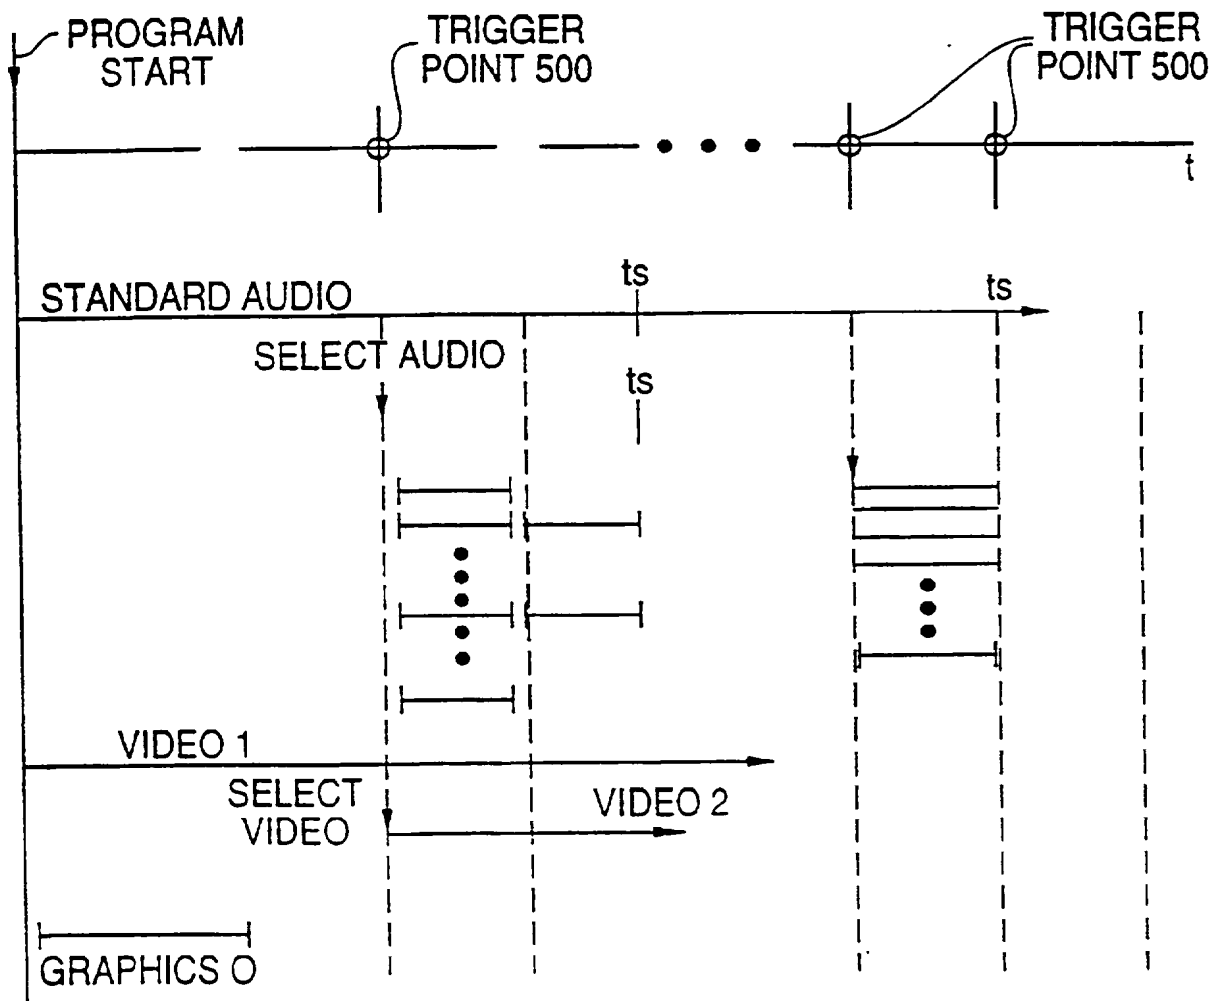 PROGRAM
START
TRIGGER
POINT 500
TRIGGER
POINT 500
t
ts
ts
STANDARD AUDIO
SELECT AUDIO
ts
VIDEO 1
SELECT
VIDEO
VIDEO 2
GRAPHICS O